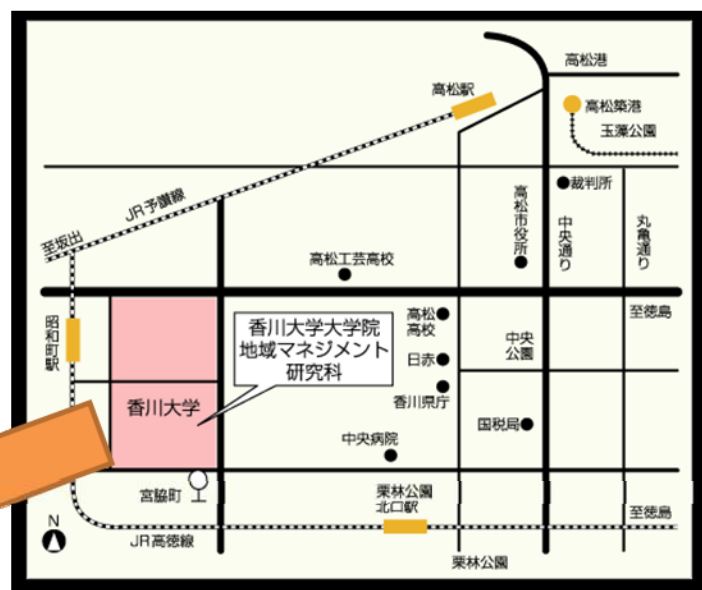 高松港
高松駅
高松築港
玉藻公園
裁判所
高松市役所
中央通り
丸亀通り
JR予讃線
至坂出
高松工芸高校
至徳島
昭和町駅
香川大学大学院
地域マネジメント
研究科
高松
高校
中央
公園
日赤
香川県庁
香川大学
国税局
中央病院
宮脇町
栗林公園
北口駅
至徳島
N
JR高徳線
栗林公園